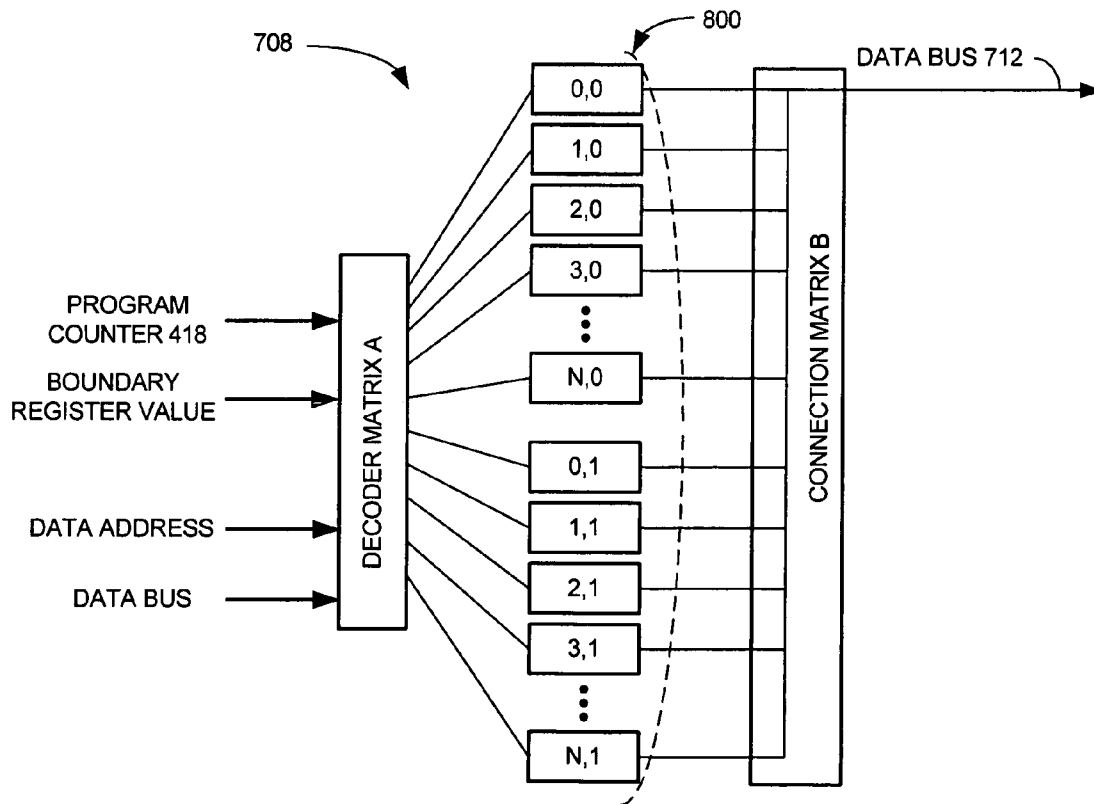 708
800
DATA BUS 712
0,0
1,0
2,0
3,0
N,0
0,1
1,1
2,1
3,1
N,1
PROGRAM
COUNTER 418
BOUNDARY
REGISTER VALUE
DATA ADDRESS
DATA BUS
DECODER MATRIX A
CONNECTION MATRIX B